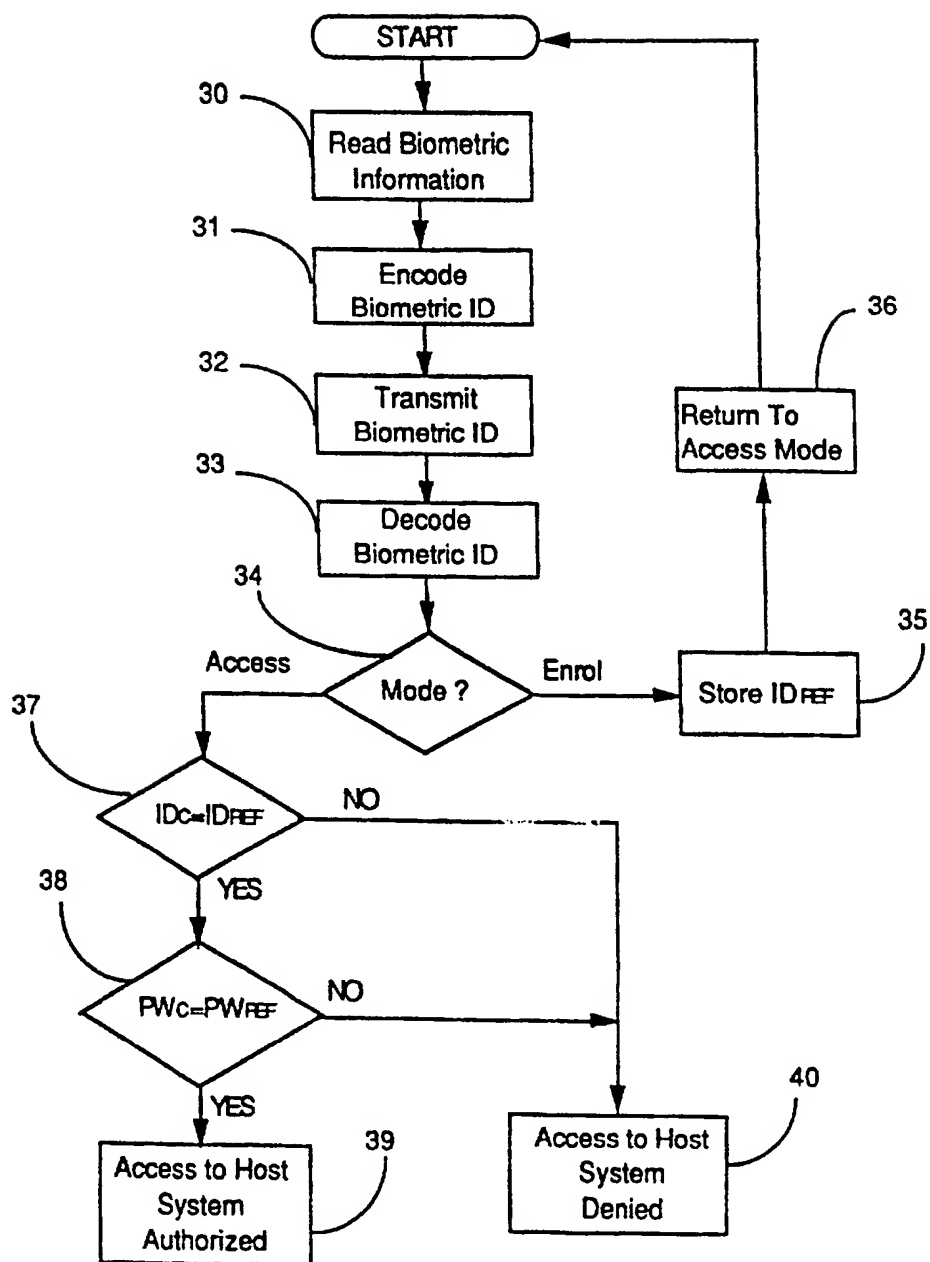 START
30
Read Biometric
Information
31
Encode
Biometric ID
32
Transmit
Biometric ID
36
Return To
Access Mode
33
Decode
Biometric ID
34
Mode ?
Access
Enrol
35
Store IDREF
37
IDC=IDREF
NO
YES
38
PWC=PWREF
NO
YES
39
Access to Host
System
Authorized
40
Access to Host
System
Denied